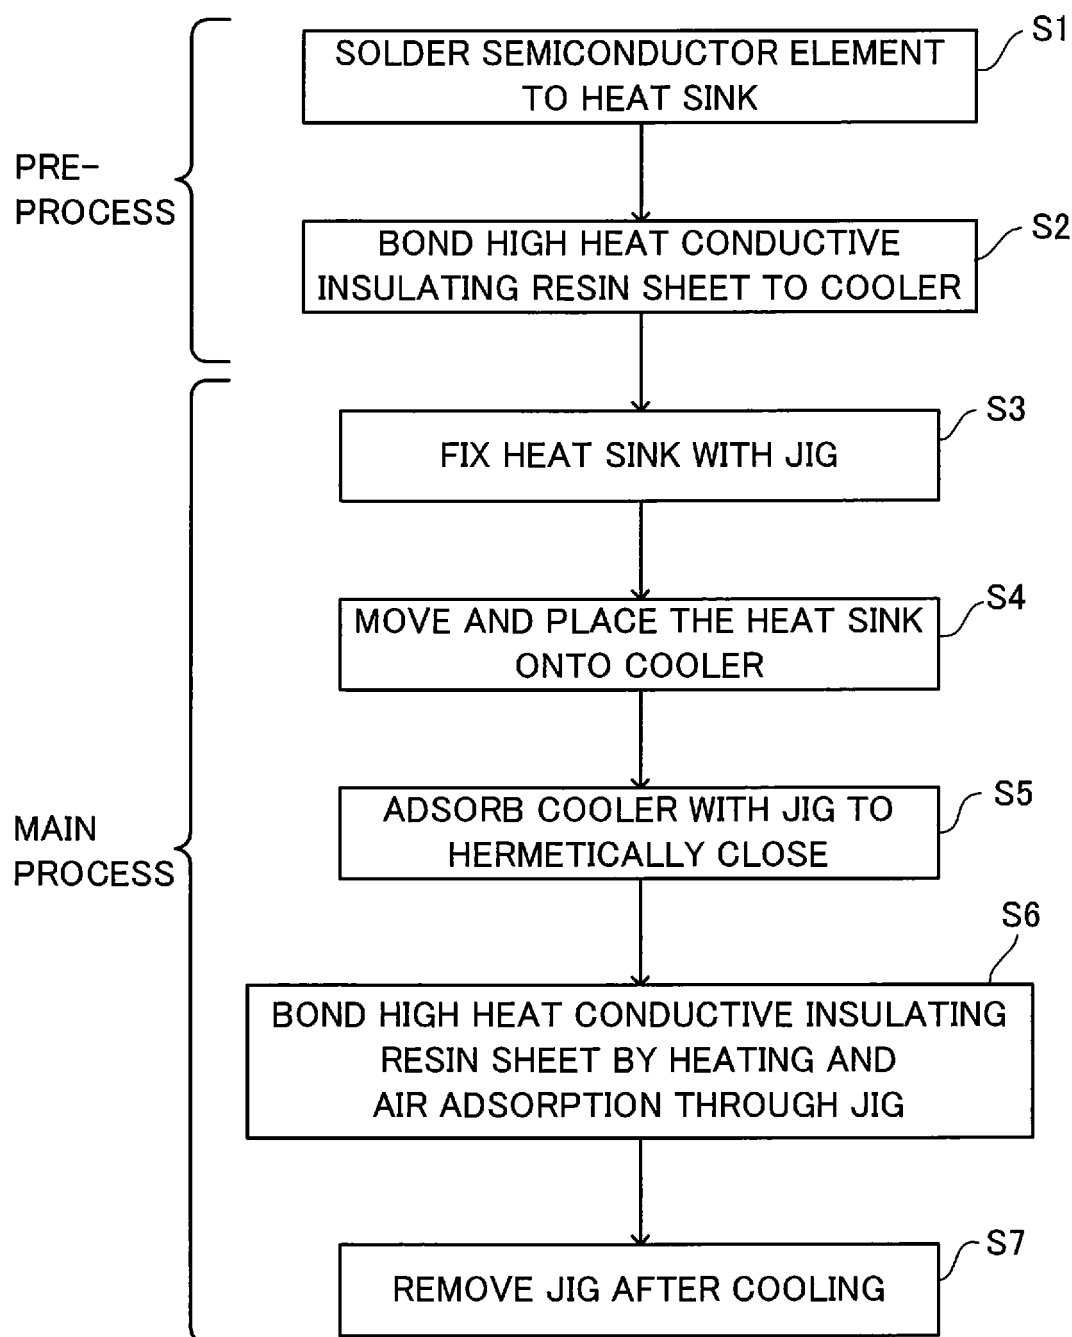 S1
SOLDER SEMICONDUCTOR ELEMENT
TO HEAT SINK
PRE-
PROCESS
S2
BOND HIGH HEAT CONDUCTIVE
INSULATING RESIN SHEET TO COOLER
S3
FIX HEAT SINK WITH JIG
S4
MOVE AND PLACE THE HEAT SINK
ONTO COOLER
S5
ADSORB COOLER WITH JIG TO
HERMETICALLY CLOSE
MAIN
PROCESS
S6
BOND HIGH HEAT CONDUCTIVE INSULATING
RESIN SHEET BY HEATING AND
AIR ADSORPTION THROUGH JIG
S7
REMOVE JIG AFTER COOLING